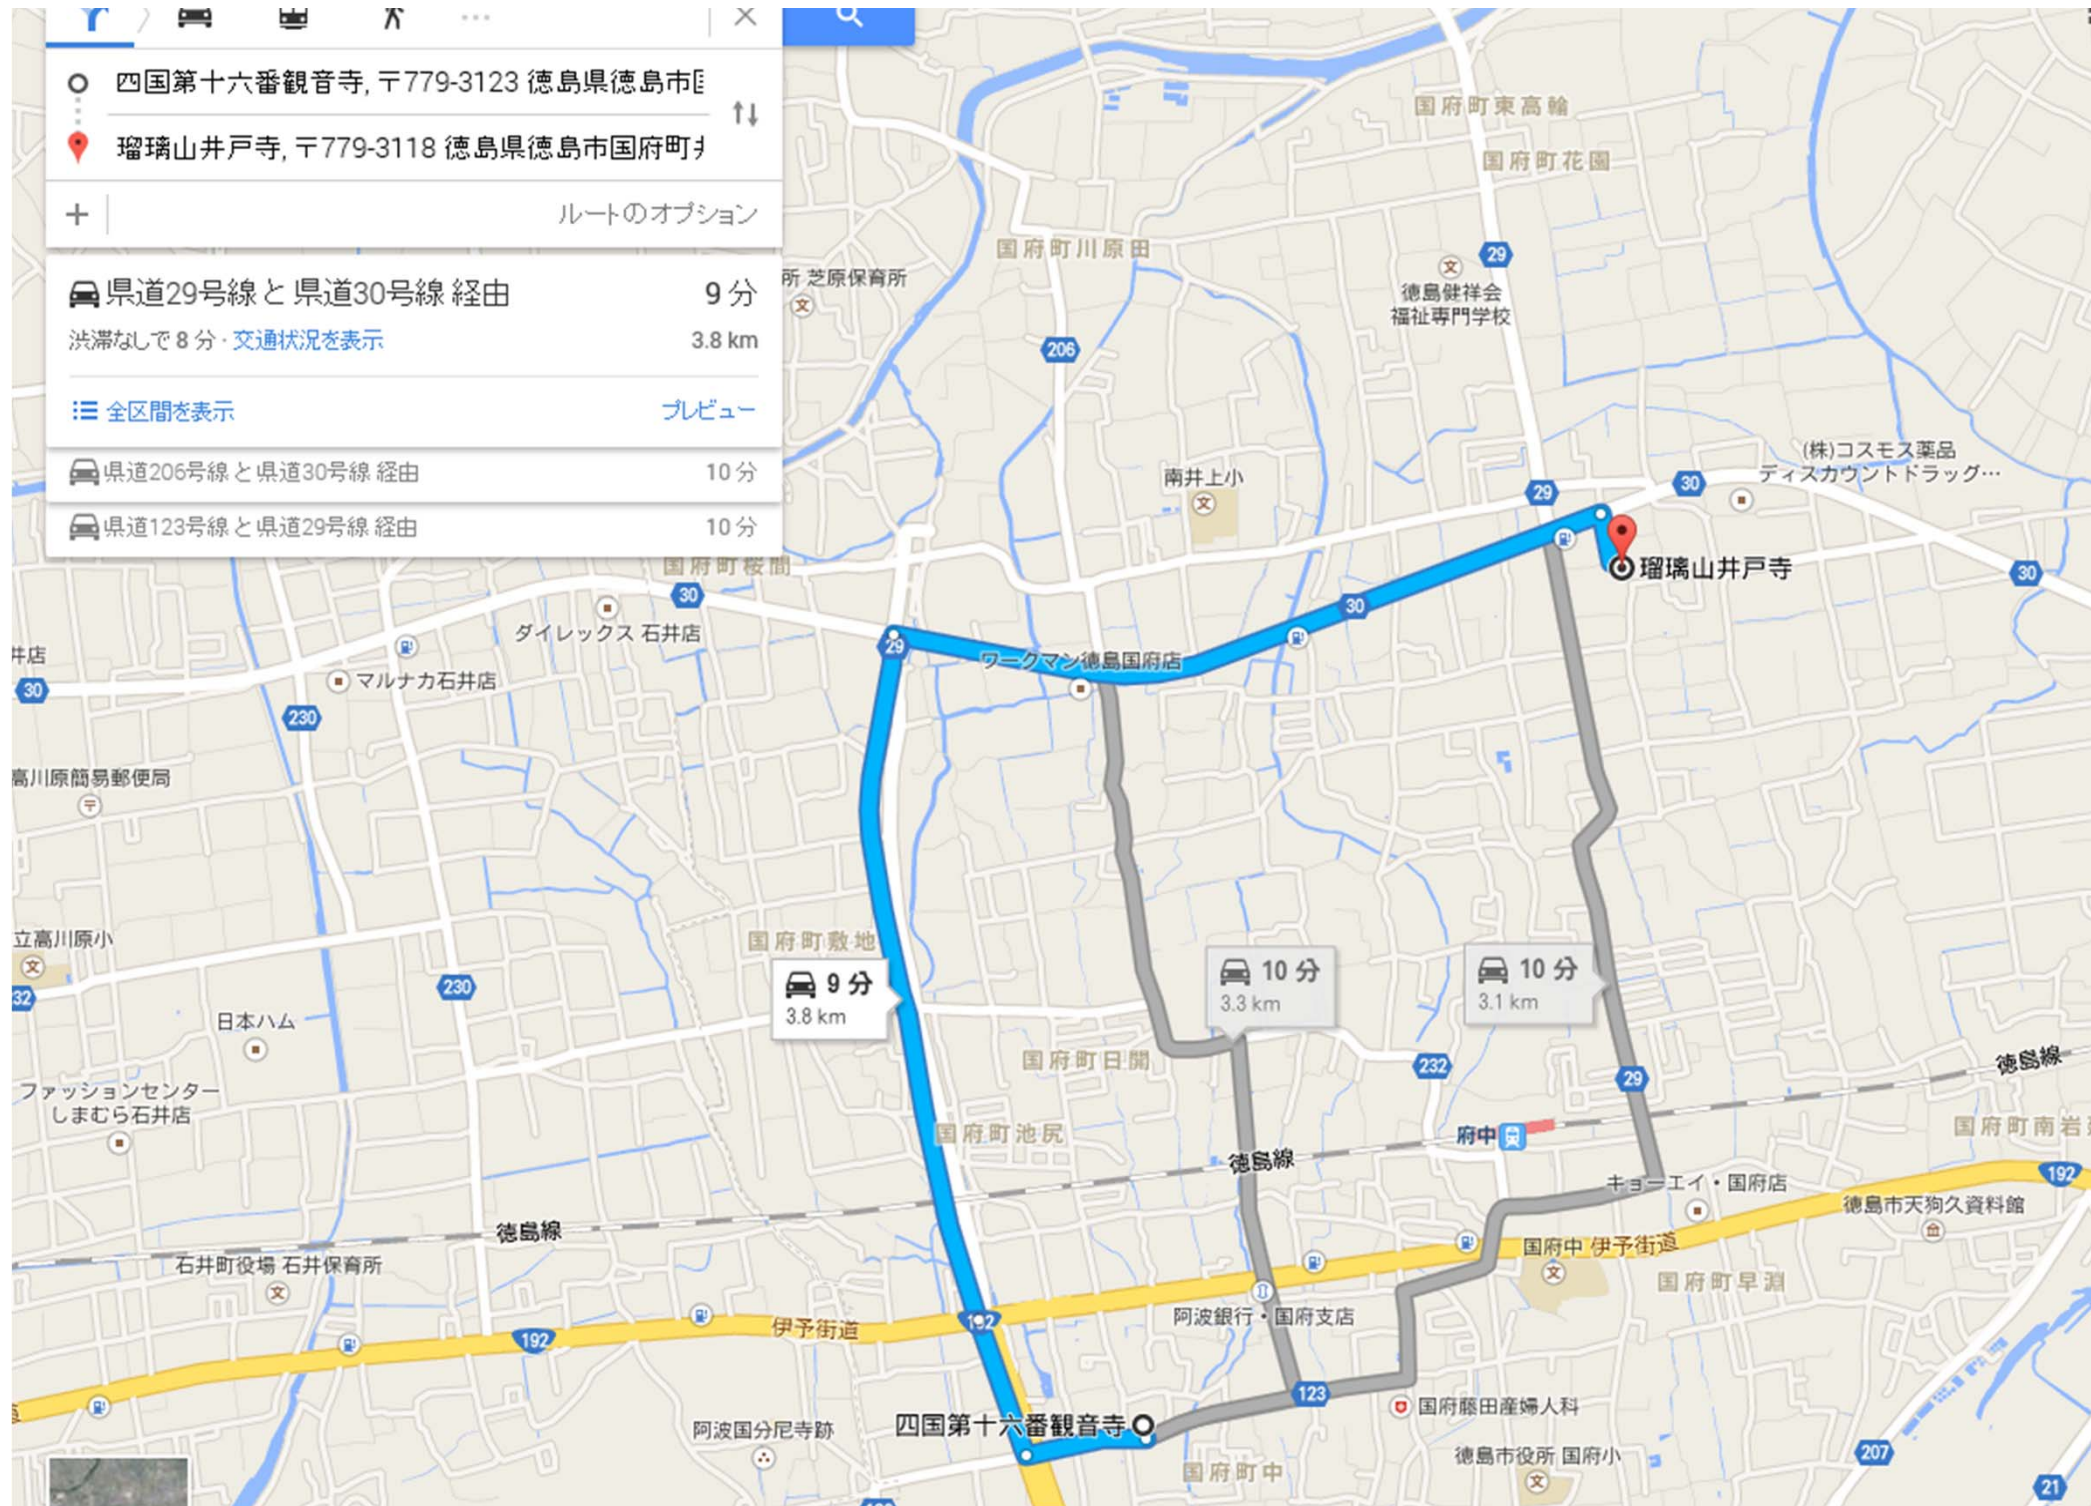 四国第十六番観音寺, 〒779-3123 徳島県徳島市国
瑠璃山井戸寺, 〒779-3118 徳島県徳島市国府町
ルートのオプション
県道29号線と県道30号線 経由 9 分
渋滞なしで 8 分 · 交通状況を表示 3.8 km
全区間を表示 プレビュー
県道206号線と県道30号線 経由 10 分
県道123号線と県道29号線 経由 10 分
国府町東高輪
国府町花園
国府町川原田
29
所 芝原保育所
徳島健祥会
福祉専門学校
206
(株)コスモス薬品
ディスカウントドラッグ…
南井上小
29
30
国府町桜間
瑠璃山井戸寺
30
30
30
ダイレックス 石井店
29
井店
ワークマン徳島国府店
マルナカ石井店
30
230
高川原簡易郵便局
立高川原小
国府町敷地
9 分
3.8 km
10 分
3.3 km
10 分
3.1 km
230
32
日本ハム
国府町日開
232
29
徳島線
ファッションセンター
しまむら石井店
国府町池尻
府中
国府町南岩
徳島線
192
キョーエイ・国府店
徳島市天狗久資料館
徳島線
国府中 伊予街道
石井町役場 石井保育所
国府町早淵
阿波銀行・国府支店
192
伊予街道
192
123
国府藤田産婦人科
四国第十六番観音寺
阿波国分尼寺跡
徳島市役所 国府小
207
国府町中
21